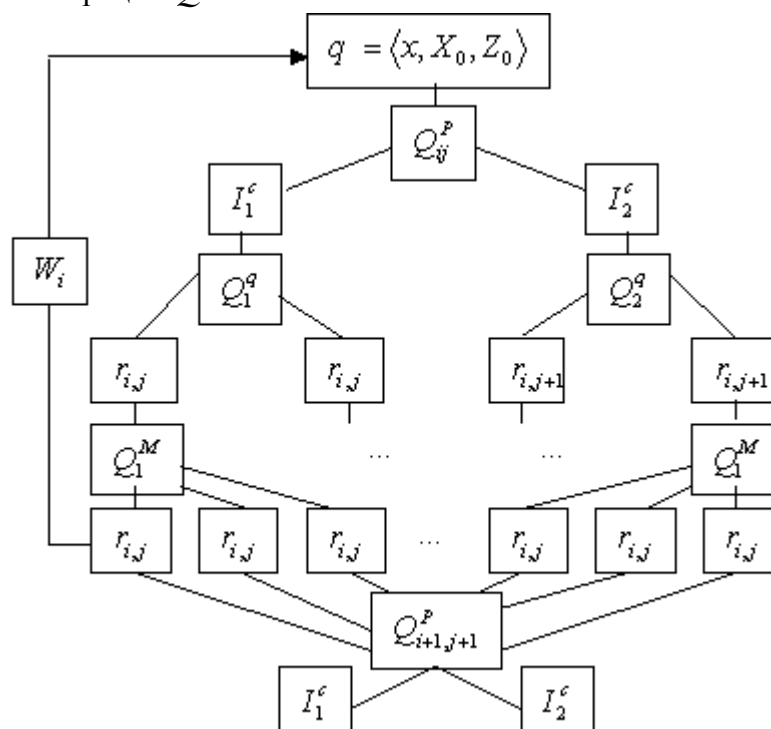 q = ⟨x, X₀, Z₀⟩
Q_{ij}^P
I_1^c I_2^c
W_i
Q_1^q Q_2^q
r_{i,j} r_{i,j} r_{i,j+1} r_{i,j+1}
Q_1^M ... ... Q_1^M
r_{i,j} r_{i,j} r_{i,j} ... r_{i,j} r_{i,j} r_{i,j}
Q_{i+1,j+1}^P
I_1^c I_2^c